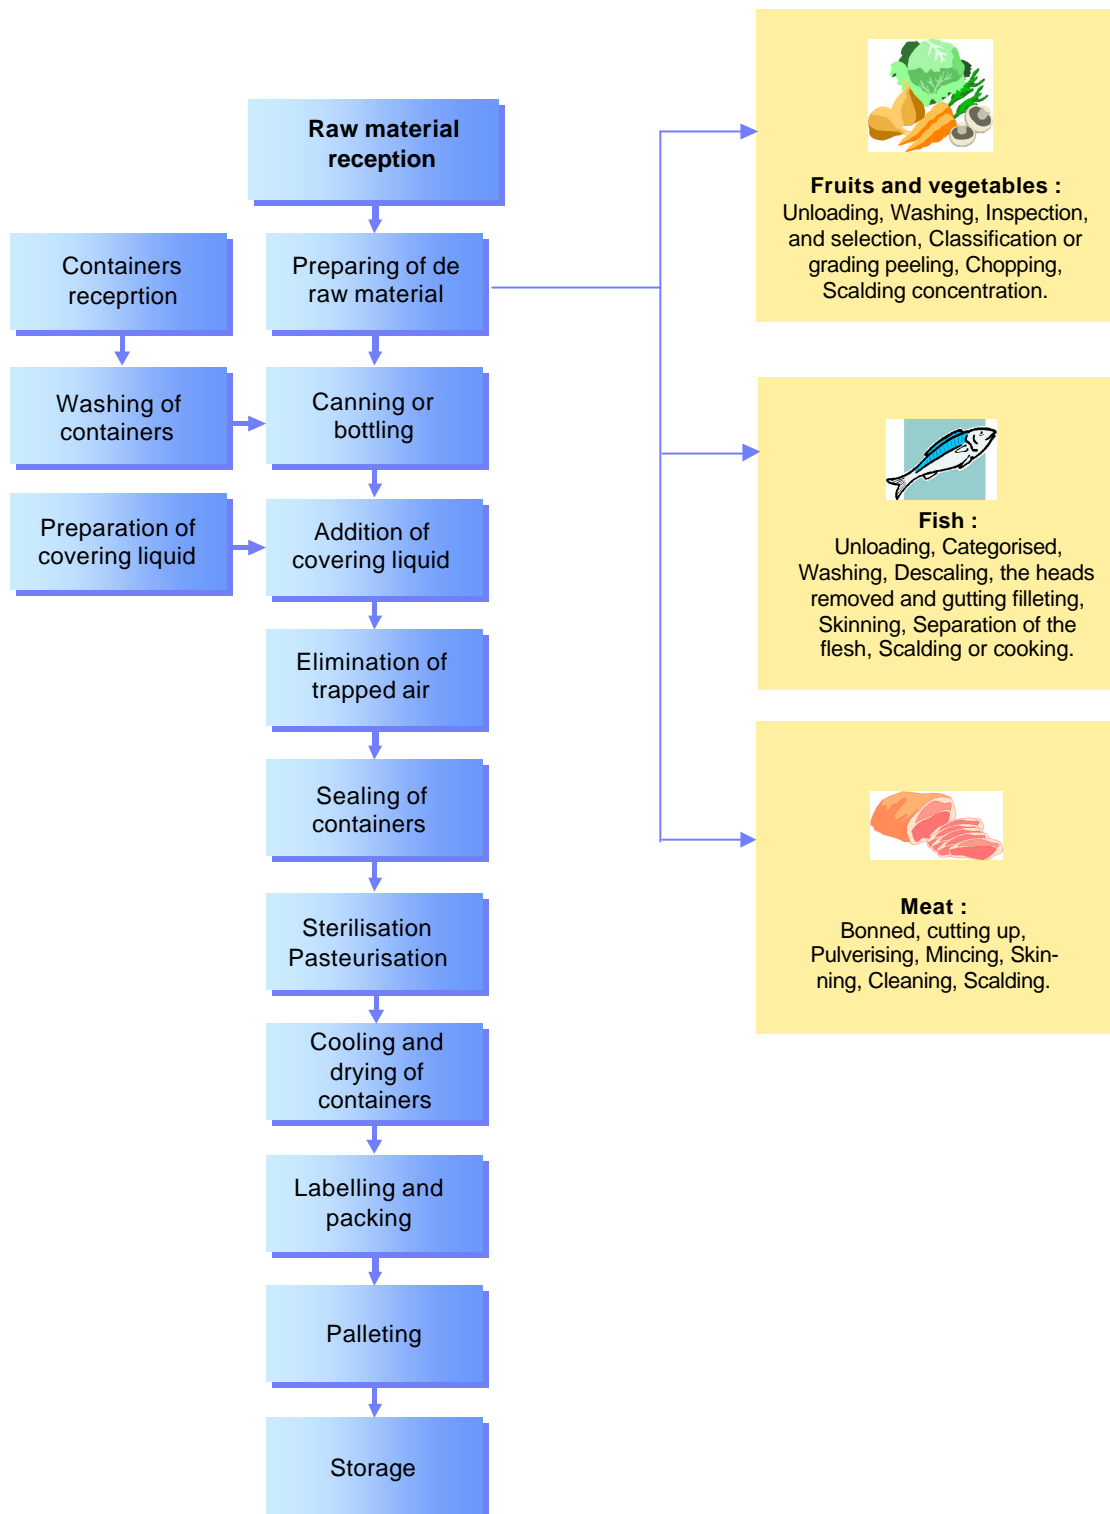 Raw material
reception
Containers
receprtion
Preparing of de
raw material
Washing of
containers
Canning or
bottling
Preparation of
covering liquid
Addition of
covering liquid
Elimination of
trapped air
Sealing of
containers
Sterilisation
Pasteurisation
Cooling and
drying of
containers
Labelling and
packing
Palleting
Storage
Fruits and vegetables :
Unloading, Washing, Inspection,
and selection, Classification or
grading peeling, Chopping,
Scalding concentration.
Fish :
Unloading, Categorised,
Washing, Descaling, the heads
removed and gutting filleting,
Skinning, Separation of the
flesh, Scalding or cooking.
Meat :
Bonned, cutting up,
Pulverising, Mincing, Skin-
ning, Cleaning, Scalding.